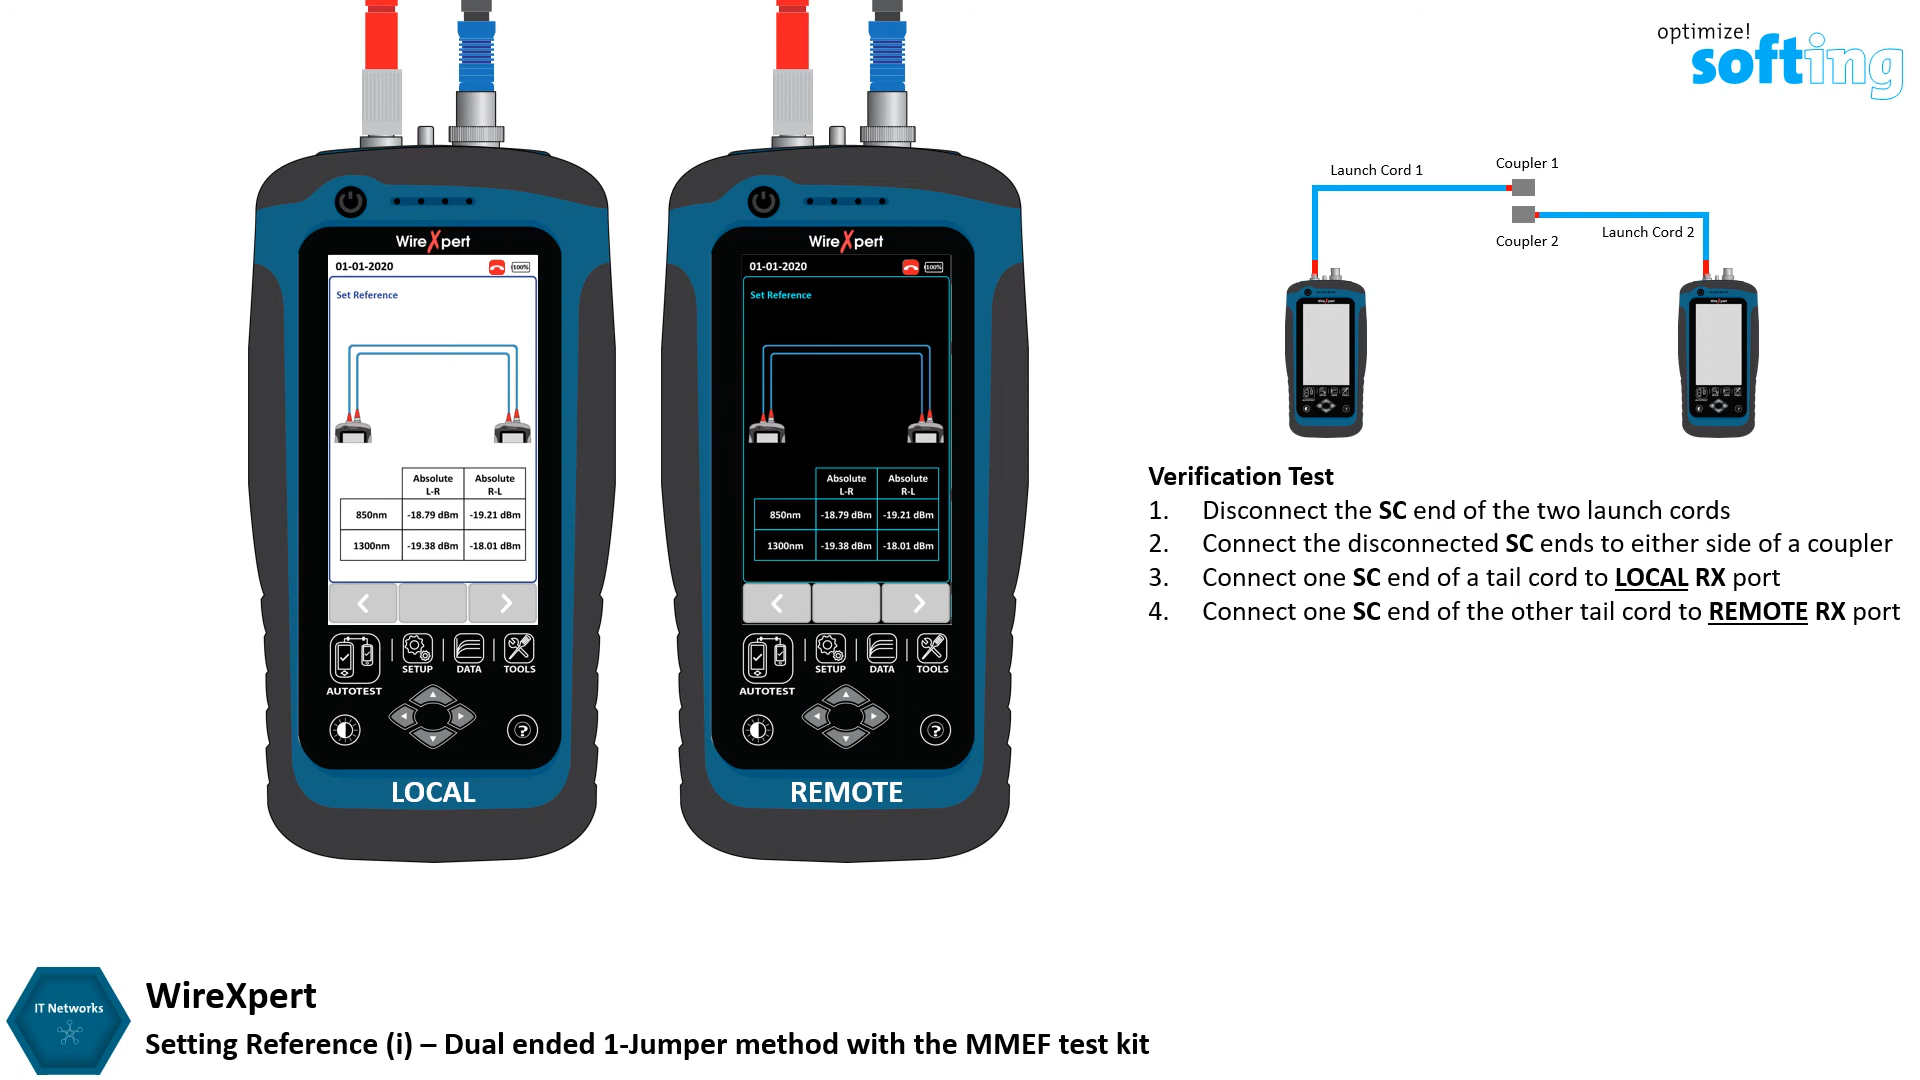 optimize!
softing
WireXpert
01-01-2020
100%
Set Reference
Absolute L-R
Absolute R-L
850nm -18.79 dBm -19.21 dBm
1300nm -19.38 dBm -18.01 dBm
AUTOTEST
SETUP
DATA
TOOLS
?
LOCAL
WireXpert
01-01-2020
100%
Set Reference
Absolute L-R
Absolute R-L
850nm -18.79 dBm -19.21 dBm
1300nm -19.38 dBm -18.01 dBm
AUTOTEST
SETUP
DATA
TOOLS
?
REMOTE
Launch Cord 1
Coupler 1
Coupler 2
Launch Cord 2
Verification Test
1. Disconnect the SC end of the two launch cords
2. Connect the disconnected SC ends to either side of a coupler
3. Connect one SC end of a tail cord to LOCAL RX port
4. Connect one SC end of the other tail cord to REMOTE RX port
IT Networks
WireXpert
Setting Reference (i) – Dual ended 1-Jumper method with the MMEF test kit